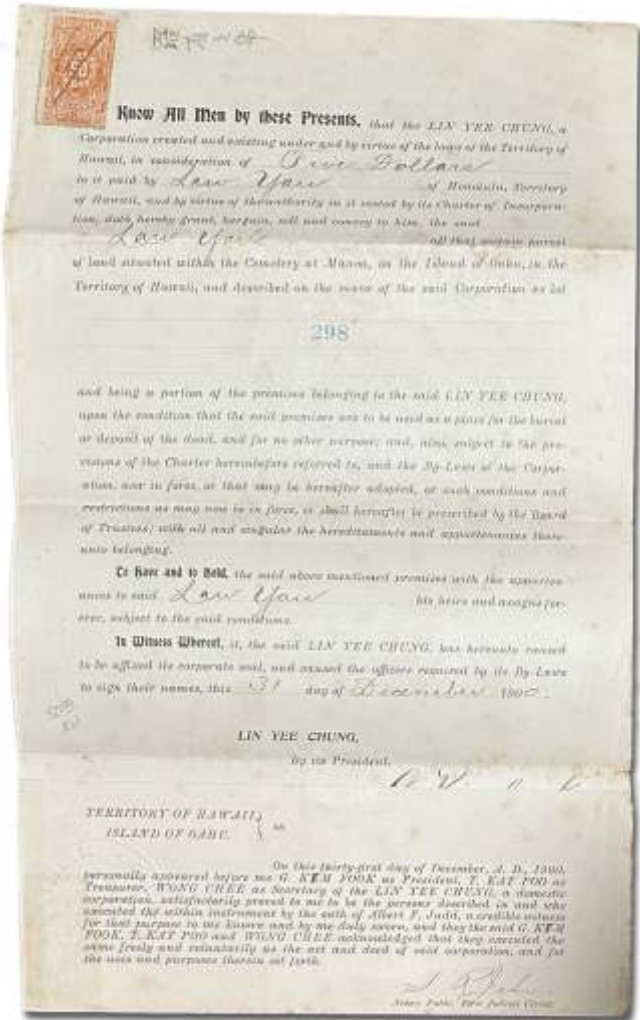 Know All Men by these Presents, that the LIN YEE CHUNG, a
Corporation created and existing under and by virtue of the laws of the Territory of
Hawaii, in consideration of Five Dollars
to it paid by of Honolulu, Territory
of Hawaii, and by virtue of the authority in it vested by its Charter of Incorpora-
tion, doth hereby grant, bargain, sell and convey to him, the said
all that certain parcel
of land situated within the Cemetery at Manoa, on the Island of Oahu, in the
Territory of Hawaii, and described on the of the said Corporation as lot
298
and being a portion of the premises belonging to the said LIN YEE CHUNG,
upon the condition that the said premises are to be used as a place for the burial
or deposit of the dead, and for no other purpose; and, also, subject to the pro-
visions of the Charter hereinbefore referred to, and the By-Laws of the Corpor-
ation, now in force, or that may be hereafter adopted, or such conditions and
restrictions as may now be in force, or shall hereafter be prescribed by the Board
of Trustees; with all and singular the hereditaments and appurtenances there-
unto belonging.
To Have and to Hold, the said above mentioned premises with the appurten-
ances to said his heirs and assigns for-
ever, subject to the said conditions.
In Witness Whereof, it, the said LIN YEE CHUNG, has hereunto caused
to be affixed its corporate seal, and caused the officers required by its By-Laws
to sign their names, this 31 day of December 1900.
LIN YEE CHUNG,
By its President,
TERRITORY OF HAWAII,
ISLAND OF OAHU. } ss
On this thirty-first day of December, A. D., 1900,
personally appeared before me G. KEM FOOK as President, T. KAT POO as
Treasurer, WONG CHEE as Secretary of the LIN YEE CHUNG, a domestic
corporation, satisfactorily proved to me to be the persons described in and who
executed the within instrument by the oath of Albert F. Judd, a credible witness
for that purpose to me known and by me duly sworn, and they the said G. KEM
FOOK, T. KAT POO and WONG CHEE acknowledged that they executed the
same freely and voluntarily as the act and deed of said corporation, and for
the uses and purposes therein set forth.
Notary Public, First Judicial Circuit.